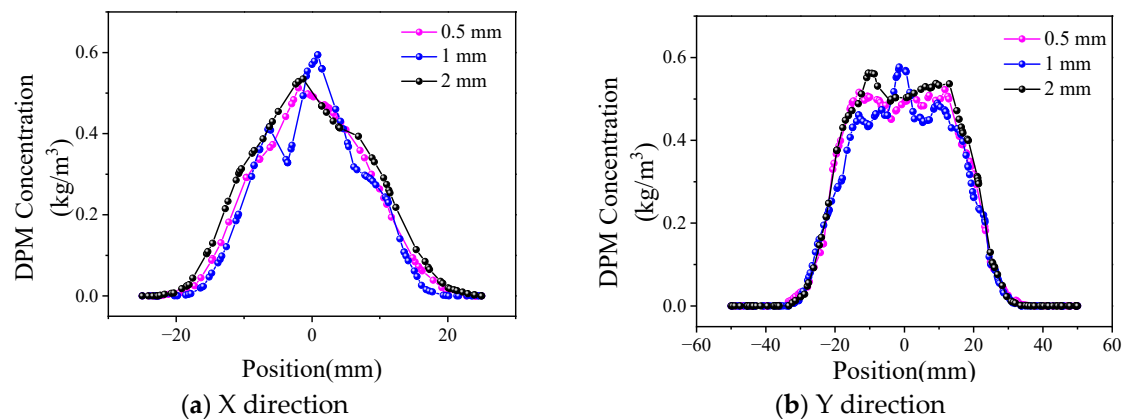 0.5 mm
1 mm
2 mm
0.6
0.4
0.2
0.0
DPM Concentration
(kg/m³)
−20
0
20
Position(mm)
(a) X direction
0.5 mm
1 mm
2 mm
0.6
0.4
0.2
0.0
DPM Concentration
(kg/m³)
−60
−40
−20
0
20
40
60
Position(mm)
(b) Y direction